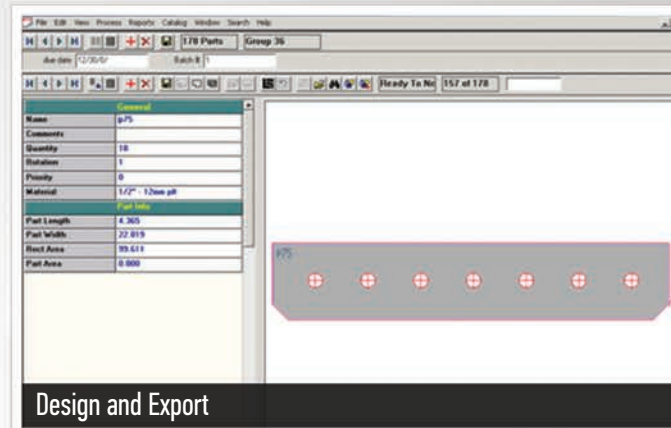 File Edit View Process Reports Catalog Window Search Help
178 Parts Group 36
Due date 12/30/0/ Batch # 1
Ready To Ne 157 of 178
General
Name p75
Comments
Quantity 18
Rotation 1
Priority 0
Material 1/2" - 12mm plt
Part Info
Part Length 4.365
Part Width 22.819
Rect Area 99.611
Part Area 0.000
p75
Design and Export